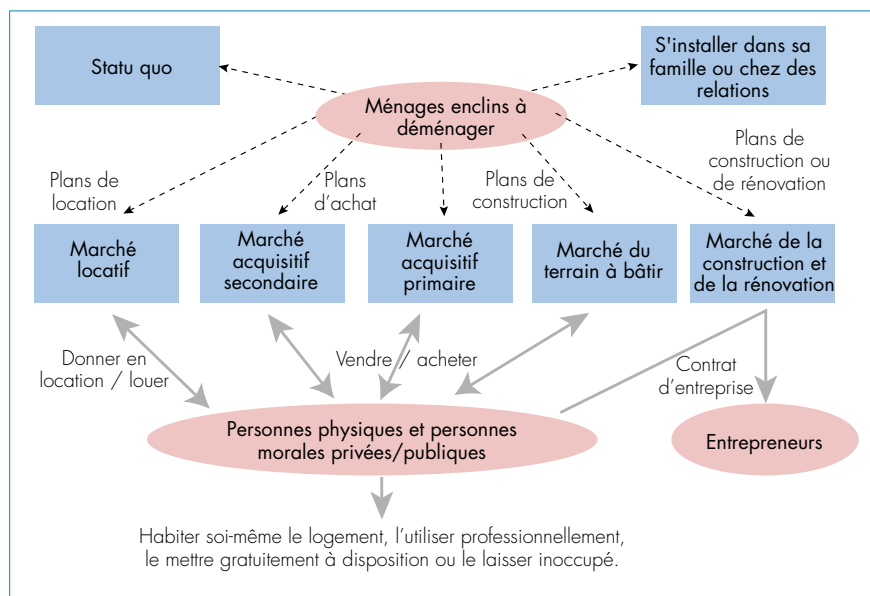 Statu quo
S'installer dans sa
famille ou chez des
relations
Ménages enclins à
déménager
Plans de
location
Plans
d'achat
Plans de
construction
Plans de
construction ou
de rénovation
Marché
locatif
Marché
acquisitif
secondaire
Marché
acquisitif
primaire
Marché du
terrain à bâtir
Marché de la
construction et
de la rénovation
Donner en
location / louer
Vendre / acheter
Contrat
d'entreprise
Personnes physiques et personnes
morales privées/publiques
Entrepreneurs
Habiter soi-même le logement, l'utiliser professionnellement,
le mettre gratuitement à disposition ou le laisser inoccupé.